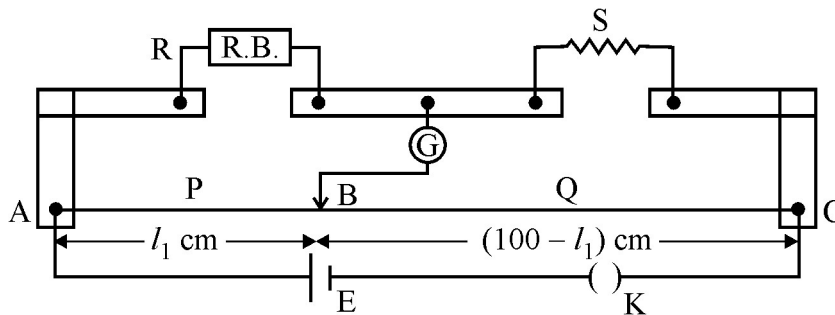 S
R R.B.
G
P B Q
A C
l₁ cm (100 – l₁) cm
E K